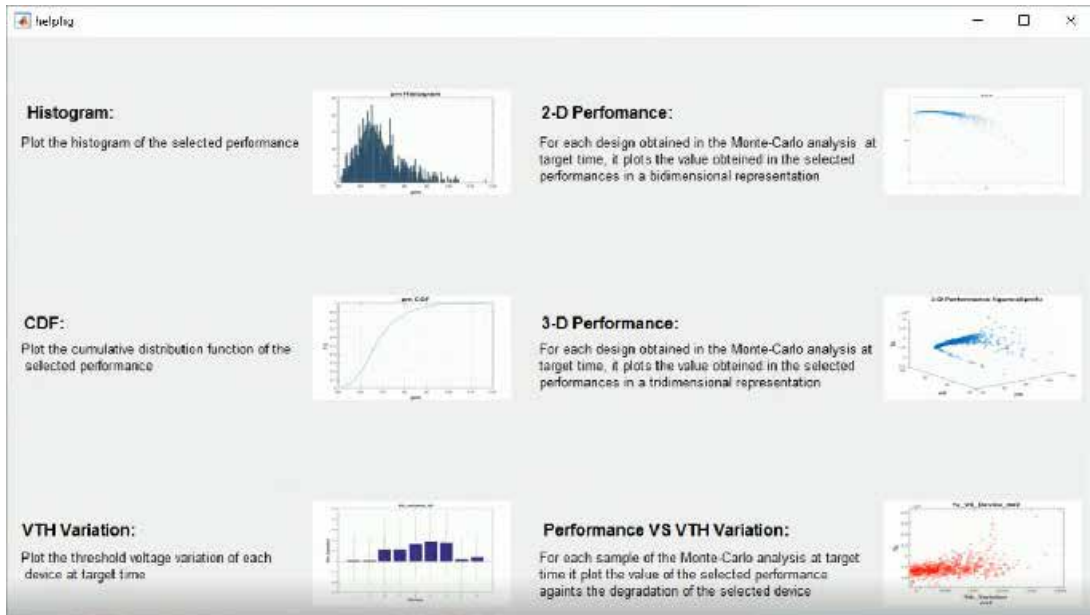 helpfig
Histogram:
Plot the histogram of the selected performance
pm Histogram
2-D Perfomance:
For each design obtained in the Monte-Carlo analysis at
target time, it plots the value obteined in the selected
performances in a bidimensional representation
CDF:
Plot the cumulative distribution function of the
selected performance
pm CDF
3-D Performance:
For each design obtained in the Monte-Carlo analysis at
target time, it plots the value obteined in the selected
performances in a tridimensional representation
VTH Variation:
Plot the threshold voltage variation of each
device at target time
Performance VS VTH Variation:
For each sample of the Monte-Carlo analysis at target
time it plot the value of the selected performance
againts the degradation of the selected device